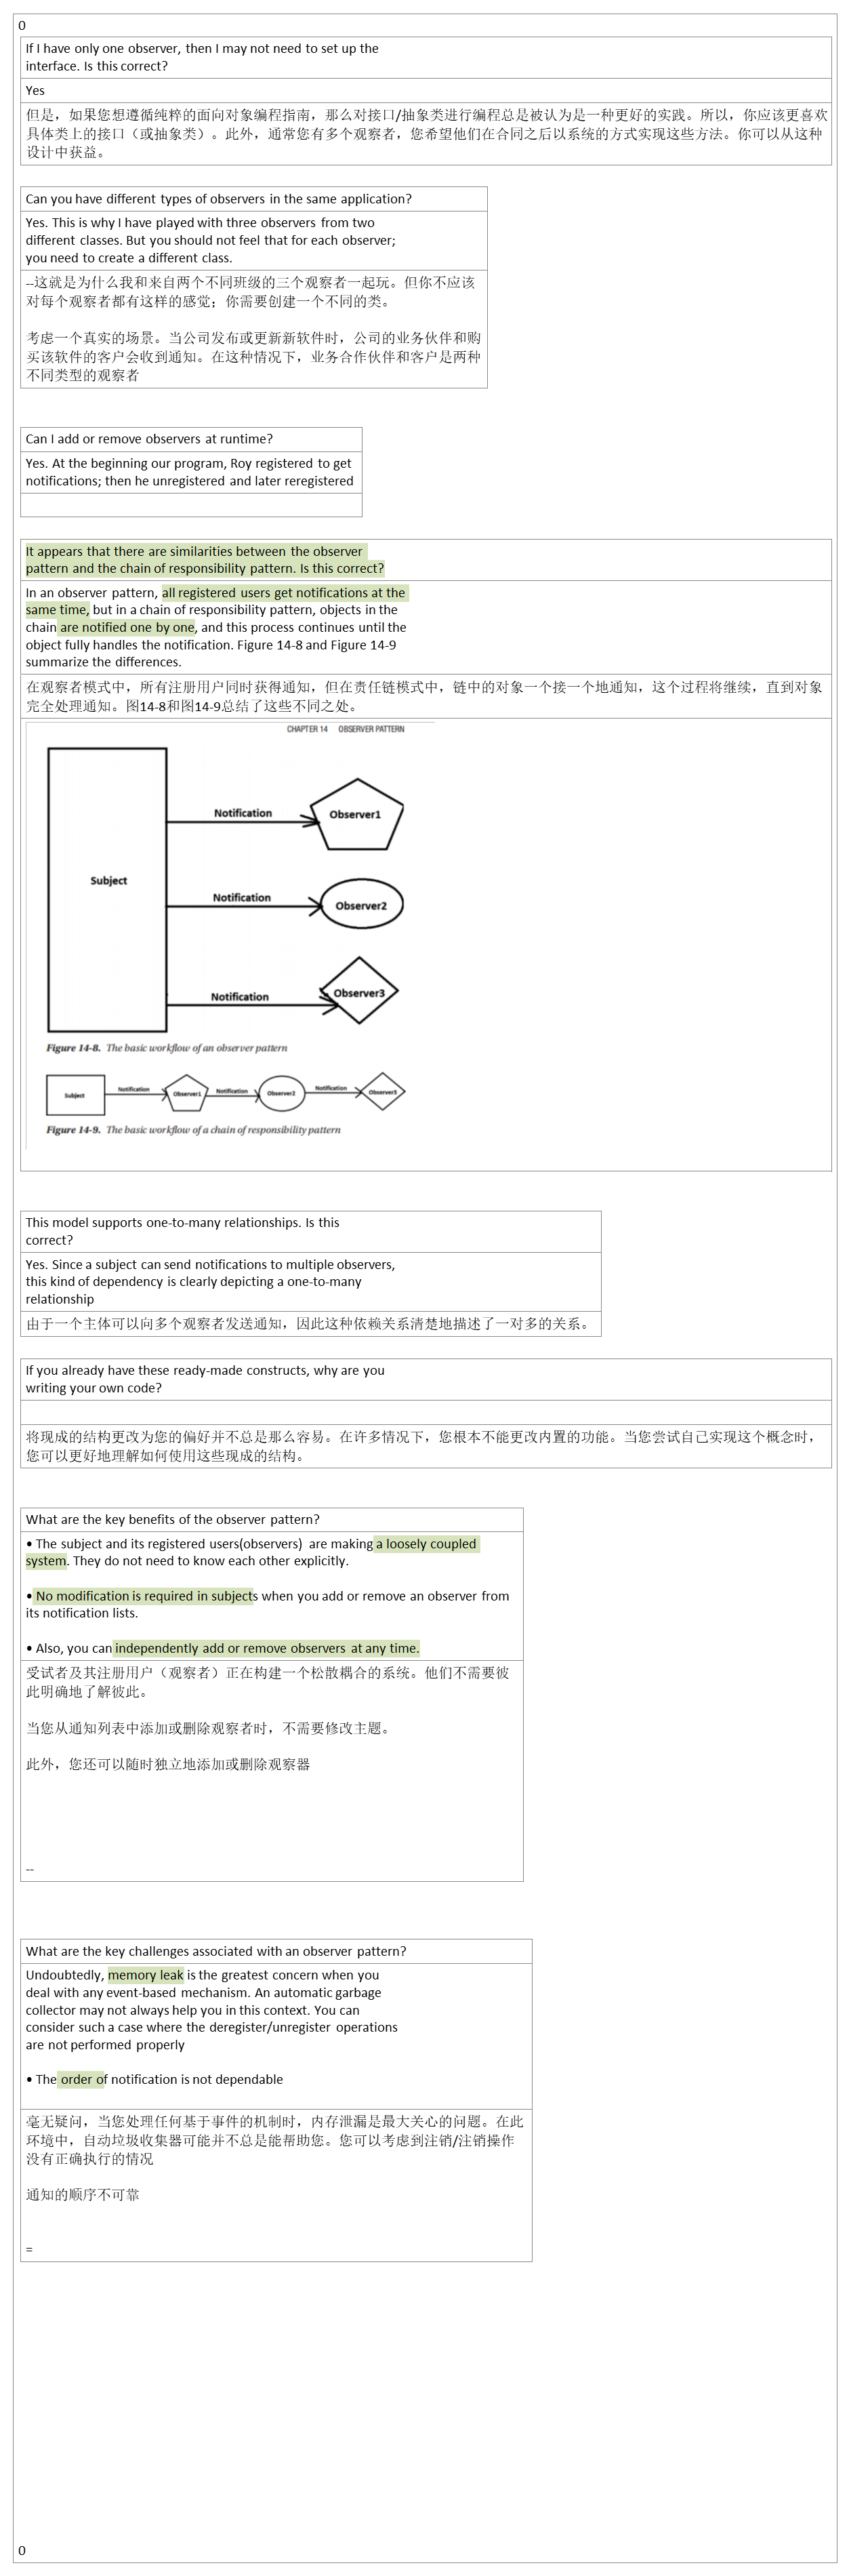 0
If I have only one observer, then I may not need to set up the
interface. Is this correct?
Yes
但是，如果您想遵循纯粹的面向对象编程指南，那么对接口/抽象类进行编程总是被认为是一种更好的实践。所以，你应该更喜欢
具体类上的接口（或抽象类）。此外，通常您有多个观察者，您希望他们在合同之后以系统的方式实现这些方法。你可以从这种
设计中获益。
Can you have different types of observers in the same application?
Yes. This is why I have played with three observers from two
different classes. But you should not feel that for each observer;
you need to create a different class.
--这就是为什么我和来自两个不同班级的三个观察者一起玩。但你不应该
对每个观察者都有这样的感觉；你需要创建一个不同的类。
考虑一个真实的场景。当公司发布或更新新软件时，公司的业务伙伴和购
买该软件的客户会收到通知。在这种情况下，业务合作伙伴和客户是两种
不同类型的观察者
Can I add or remove observers at runtime?
Yes. At the beginning our program, Roy registered to get
notifications; then he unregistered and later reregistered
It appears that there are similarities between the observer
pattern and the chain of responsibility pattern. Is this correct?
In an observer pattern, all registered users get notifications at the
same time, but in a chain of responsibility pattern, objects in the
chain are notified one by one, and this process continues until the
object fully handles the notification. Figure 14-8 and Figure 14-9
summarize the differences.
在观察者模式中，所有注册用户同时获得通知，但在责任链模式中，链中的对象一个接一个地通知，这个过程将继续，直到对象
完全处理通知。图14-8和图14-9总结了这些不同之处。
CHAPTER 14 OBSERVER PATTERN
Notification
Observer1
Subject
Notification
Observer2
Notification
Observer3
Figure 14-8. The basic workflow of an observer pattern
Subject Notification Observer1 Notification Observer2 Notification Observer3
Figure 14-9. The basic workflow of a chain of responsibility pattern
This model supports one-to-many relationships. Is this
correct?
Yes. Since a subject can send notifications to multiple observers,
this kind of dependency is clearly depicting a one-to-many
relationship
由于一个主体可以向多个观察者发送通知，因此这种依赖关系清楚地描述了一对多的关系。
If you already have these ready-made constructs, why are you
writing your own code?
将现成的结构更改为您的偏好并不总是那么容易。在许多情况下，您根本不能更改内置的功能。当您尝试自己实现这个概念时，
您可以更好地理解如何使用这些现成的结构。
What are the key benefits of the observer pattern?
• The subject and its registered users(observers) are making a loosely coupled
system. They do not need to know each other explicitly.
• No modification is required in subjects when you add or remove an observer from
its notification lists.
• Also, you can independently add or remove observers at any time.
受试者及其注册用户（观察者）正在构建一个松散耦合的系统。他们不需要彼
此明确地了解彼此。
当您从通知列表中添加或删除观察者时，不需要修改主题。
此外，您还可以随时独立地添加或删除观察器
--
What are the key challenges associated with an observer pattern?
Undoubtedly, memory leak is the greatest concern when you
deal with any event-based mechanism. An automatic garbage
collector may not always help you in this context. You can
consider such a case where the deregister/unregister operations
are not performed properly
• The order of notification is not dependable
毫无疑问，当您处理任何基于事件的机制时，内存泄漏是最大关心的问题。在此
环境中，自动垃圾收集器可能并不总是能帮助您。您可以考虑到注销/注销操作
没有正确执行的情况
通知的顺序不可靠
=
0